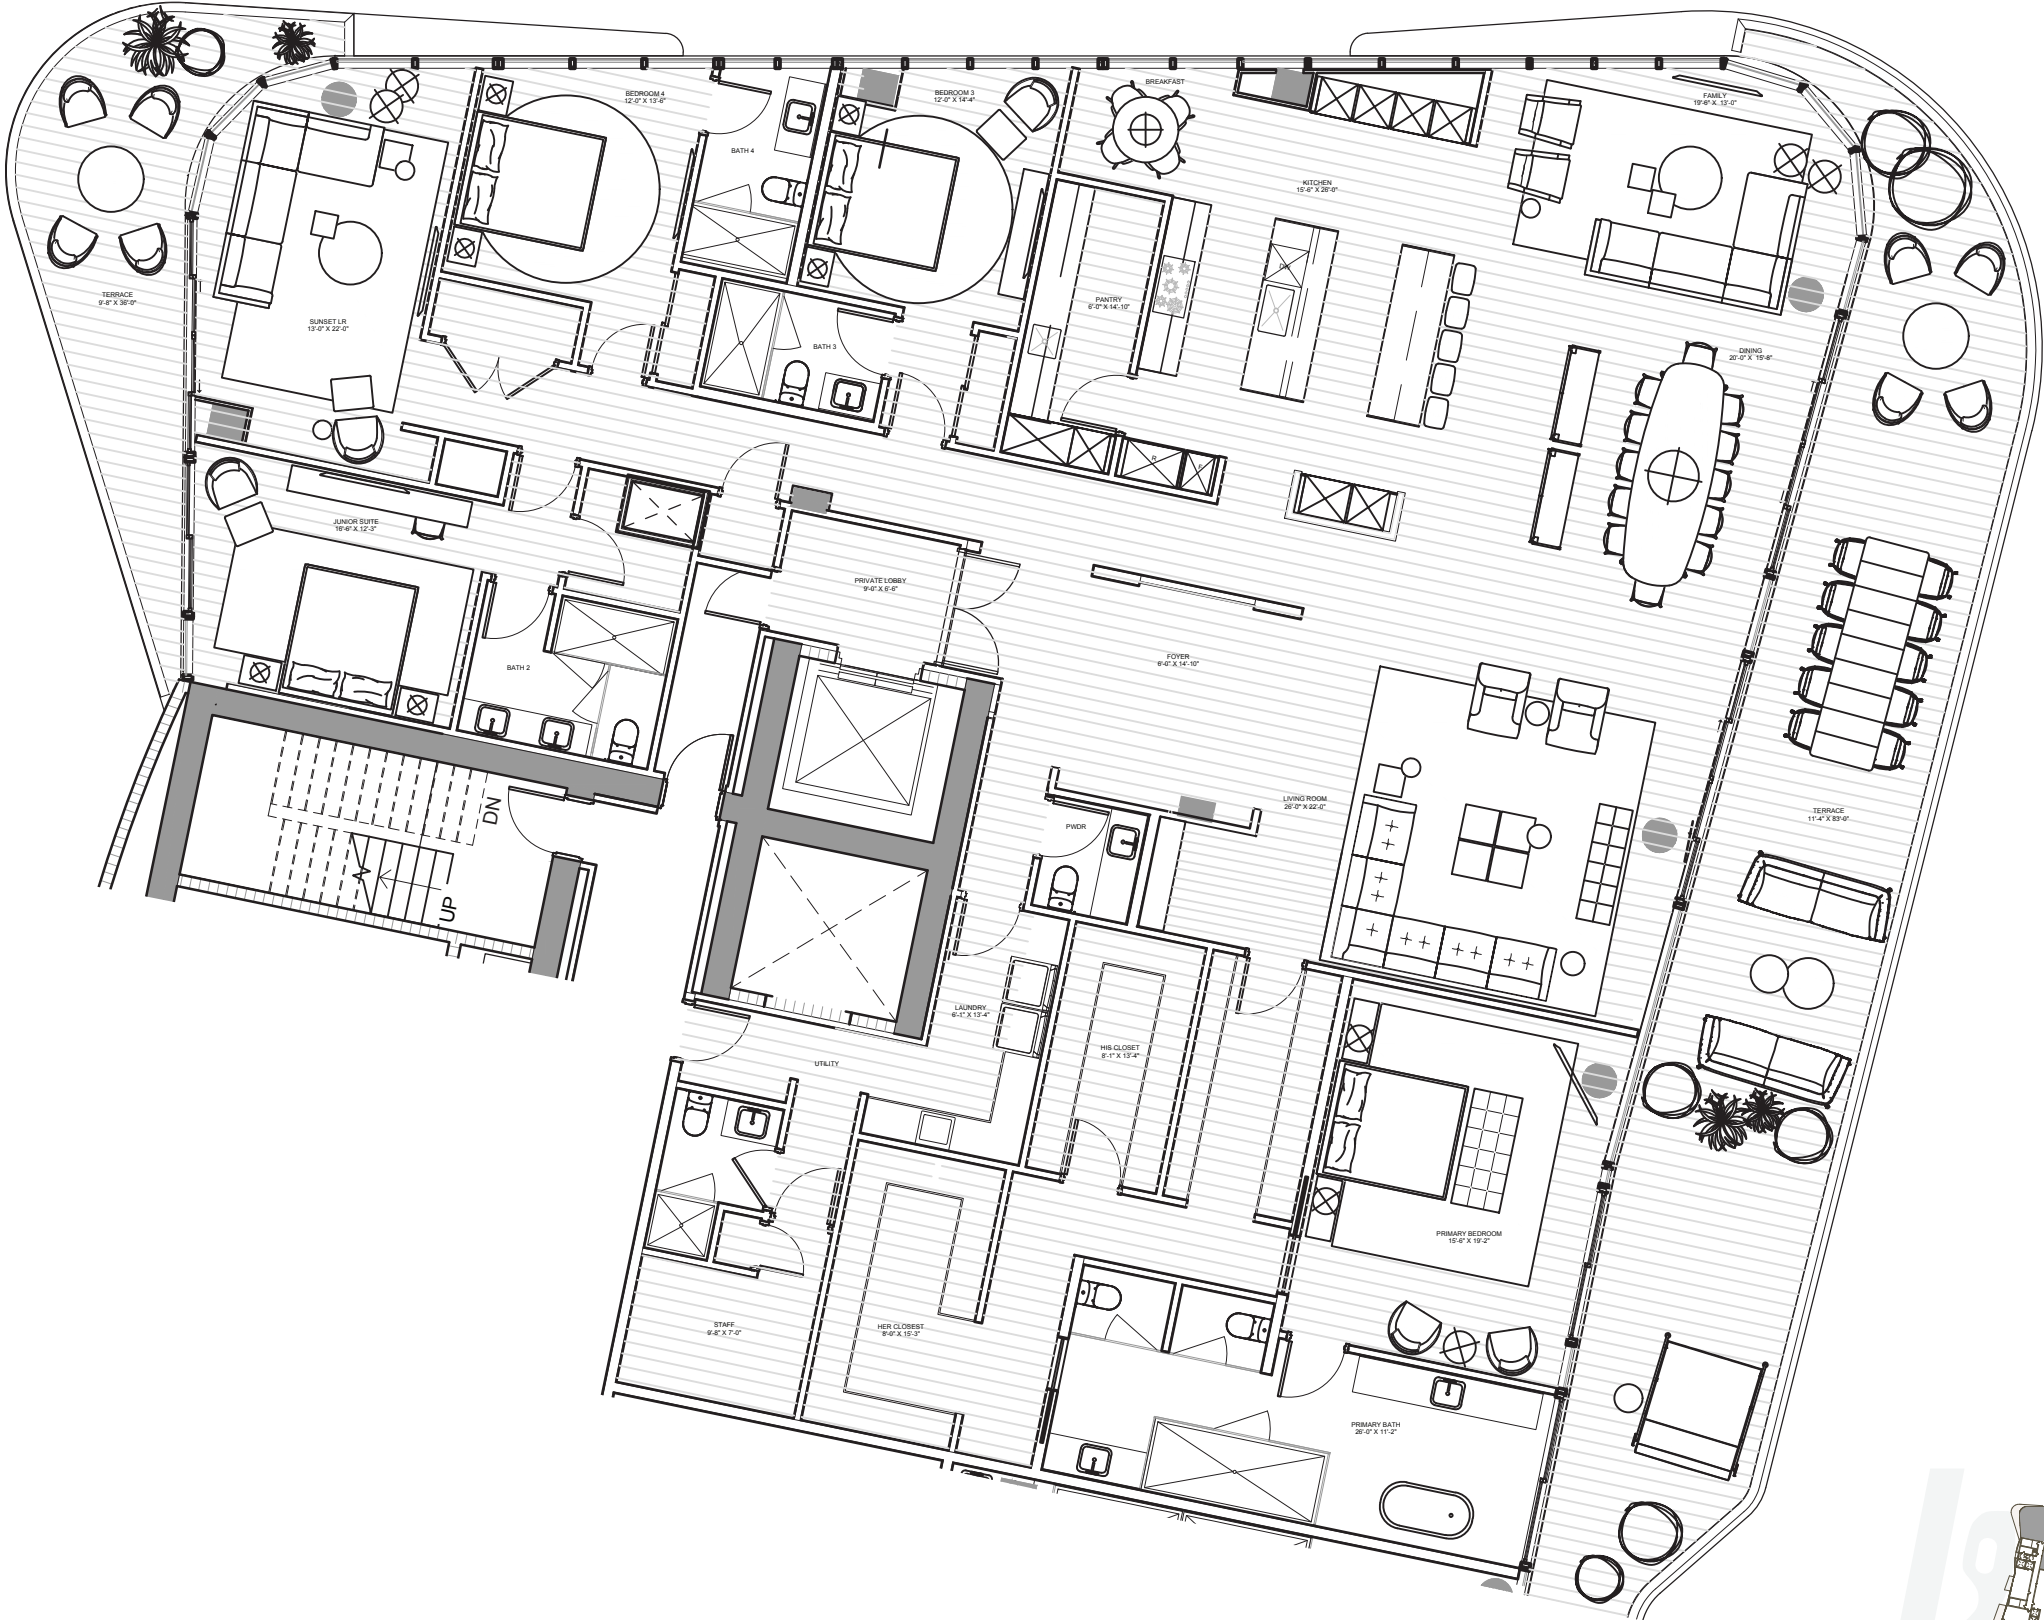 BREAKFAST
BEDROOM 4
12'-0" X 13'-6"
BEDROOM 3
12'-0" X 14'-4"
FAMILY
19'-6" X 13'-0"
BATH 4
KITCHEN
15'-6" X 26'-0"
DW
TERRACE
9'-8" X 36'-0"
PANTRY
6'-0" X 14'-10"
SUNSET LR
13'-0" X 22'-0"
BATH 3
DINING
20'-0" X 15'-8"
R
F
JUNIOR SUITE
16'-6" X 12'-3"
PRIVATE LOBBY
9'-0" X 6'-6"
BATH 2
FOYER
6'-0" X 14'-10"
DN
UP
LIVING ROOM
26'-0" X 22'-0"
PWDR
TERRACE
11'-4" X 83'-0"
LAUNDRY
6'-1" X 13'-4"
HIS CLOSET
8'-1" X 13'-4"
UTILITY
PRIMARY BEDROOM
15'-6" X 19'-2"
STAFF
9'-8" X 7'-0"
HER CLOSEST
8'-0" X 15'-3"
PRIMARY BATH
26'-0" X 11'-2"